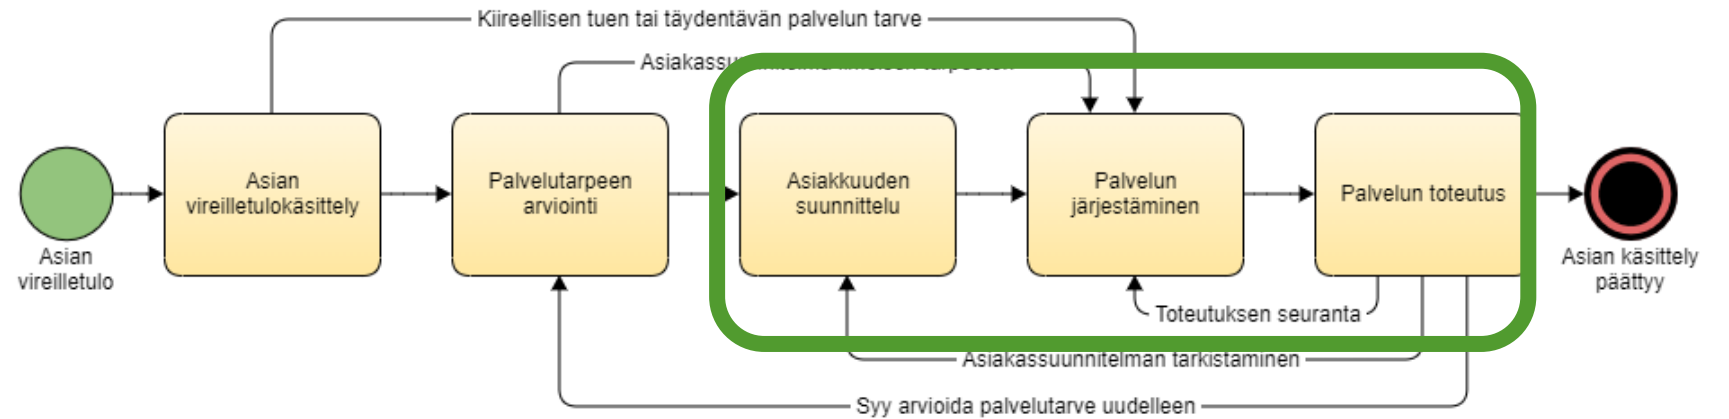 Kiireellisen tuen tai täydentävän palvelun tarve
Asian
vireilletulo
Asian
vireilletulokäsittely
Palvelutarpeen
arviointi
Asiakkuuden
suunnittelu
Palvelun
järjestäminen
Palvelun toteutus
Asian käsittely
päättyy
Toteutuksen seuranta
Asiakassuunnitelman tarkistaminen
Syy arvioida palvelutarve uudelleen